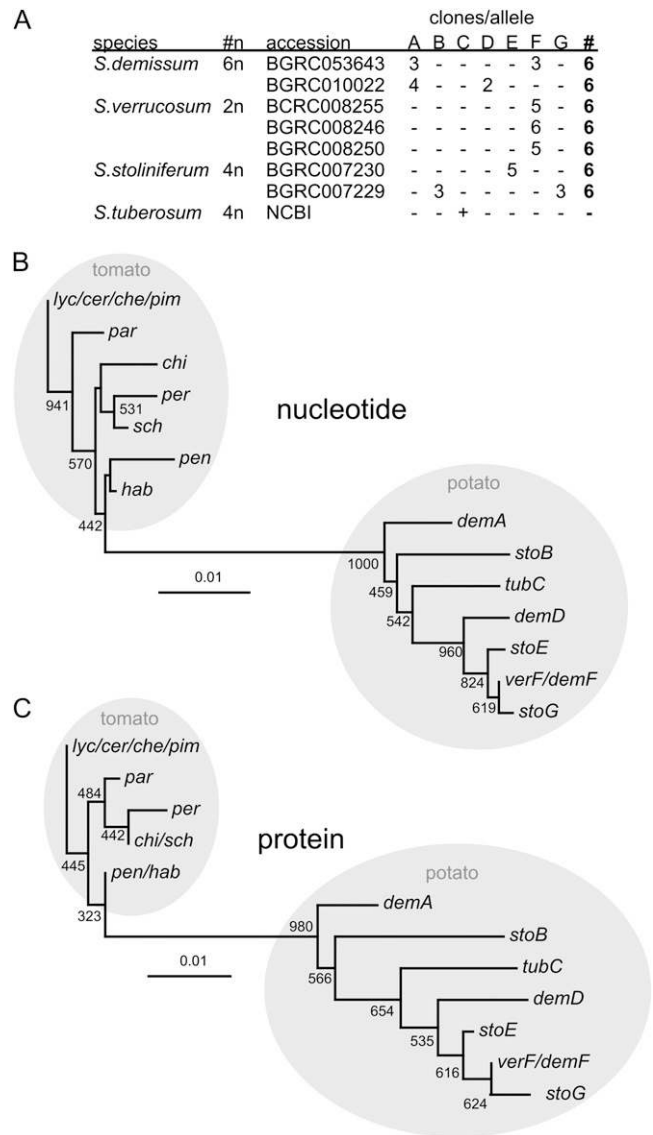 A
clones/allele
species #n accession A B C D E F G #
S.demissum 6n BGRC053643 3 - - - - 3 - 6
BGRC010022 4 - - 2 - - - 6
S.verrucosum 2n BCRC008255 - - - - - 5 - 6
BGRC008246 - - - - - 6 - 6
BGRC008250 - - - - - 5 - 6
S.stoliniferum 4n BGRC007230 - - - - 5 - - 6
BGRC007229 - 3 - - - - 3 6
S.tuberosum 4n NCBI - - + - - - - -
B
tomato
lyc/cer/che/pim
par
chi
941
per
531
nucleotide
sch
570
pen
hab
potato
442
demA
1000
stoB
0.01
459
tubC
542
demD
960
stoE
824
verF/demF
619
stoG
C
tomato
lyc/cer/che/pim
484
par
per
442
protein
chi/sch
445
pen/hab
potato
323
demA
980
stoB
0.01
566
tubC
654
demD
535
stoE
616
verF/demF
624
stoG